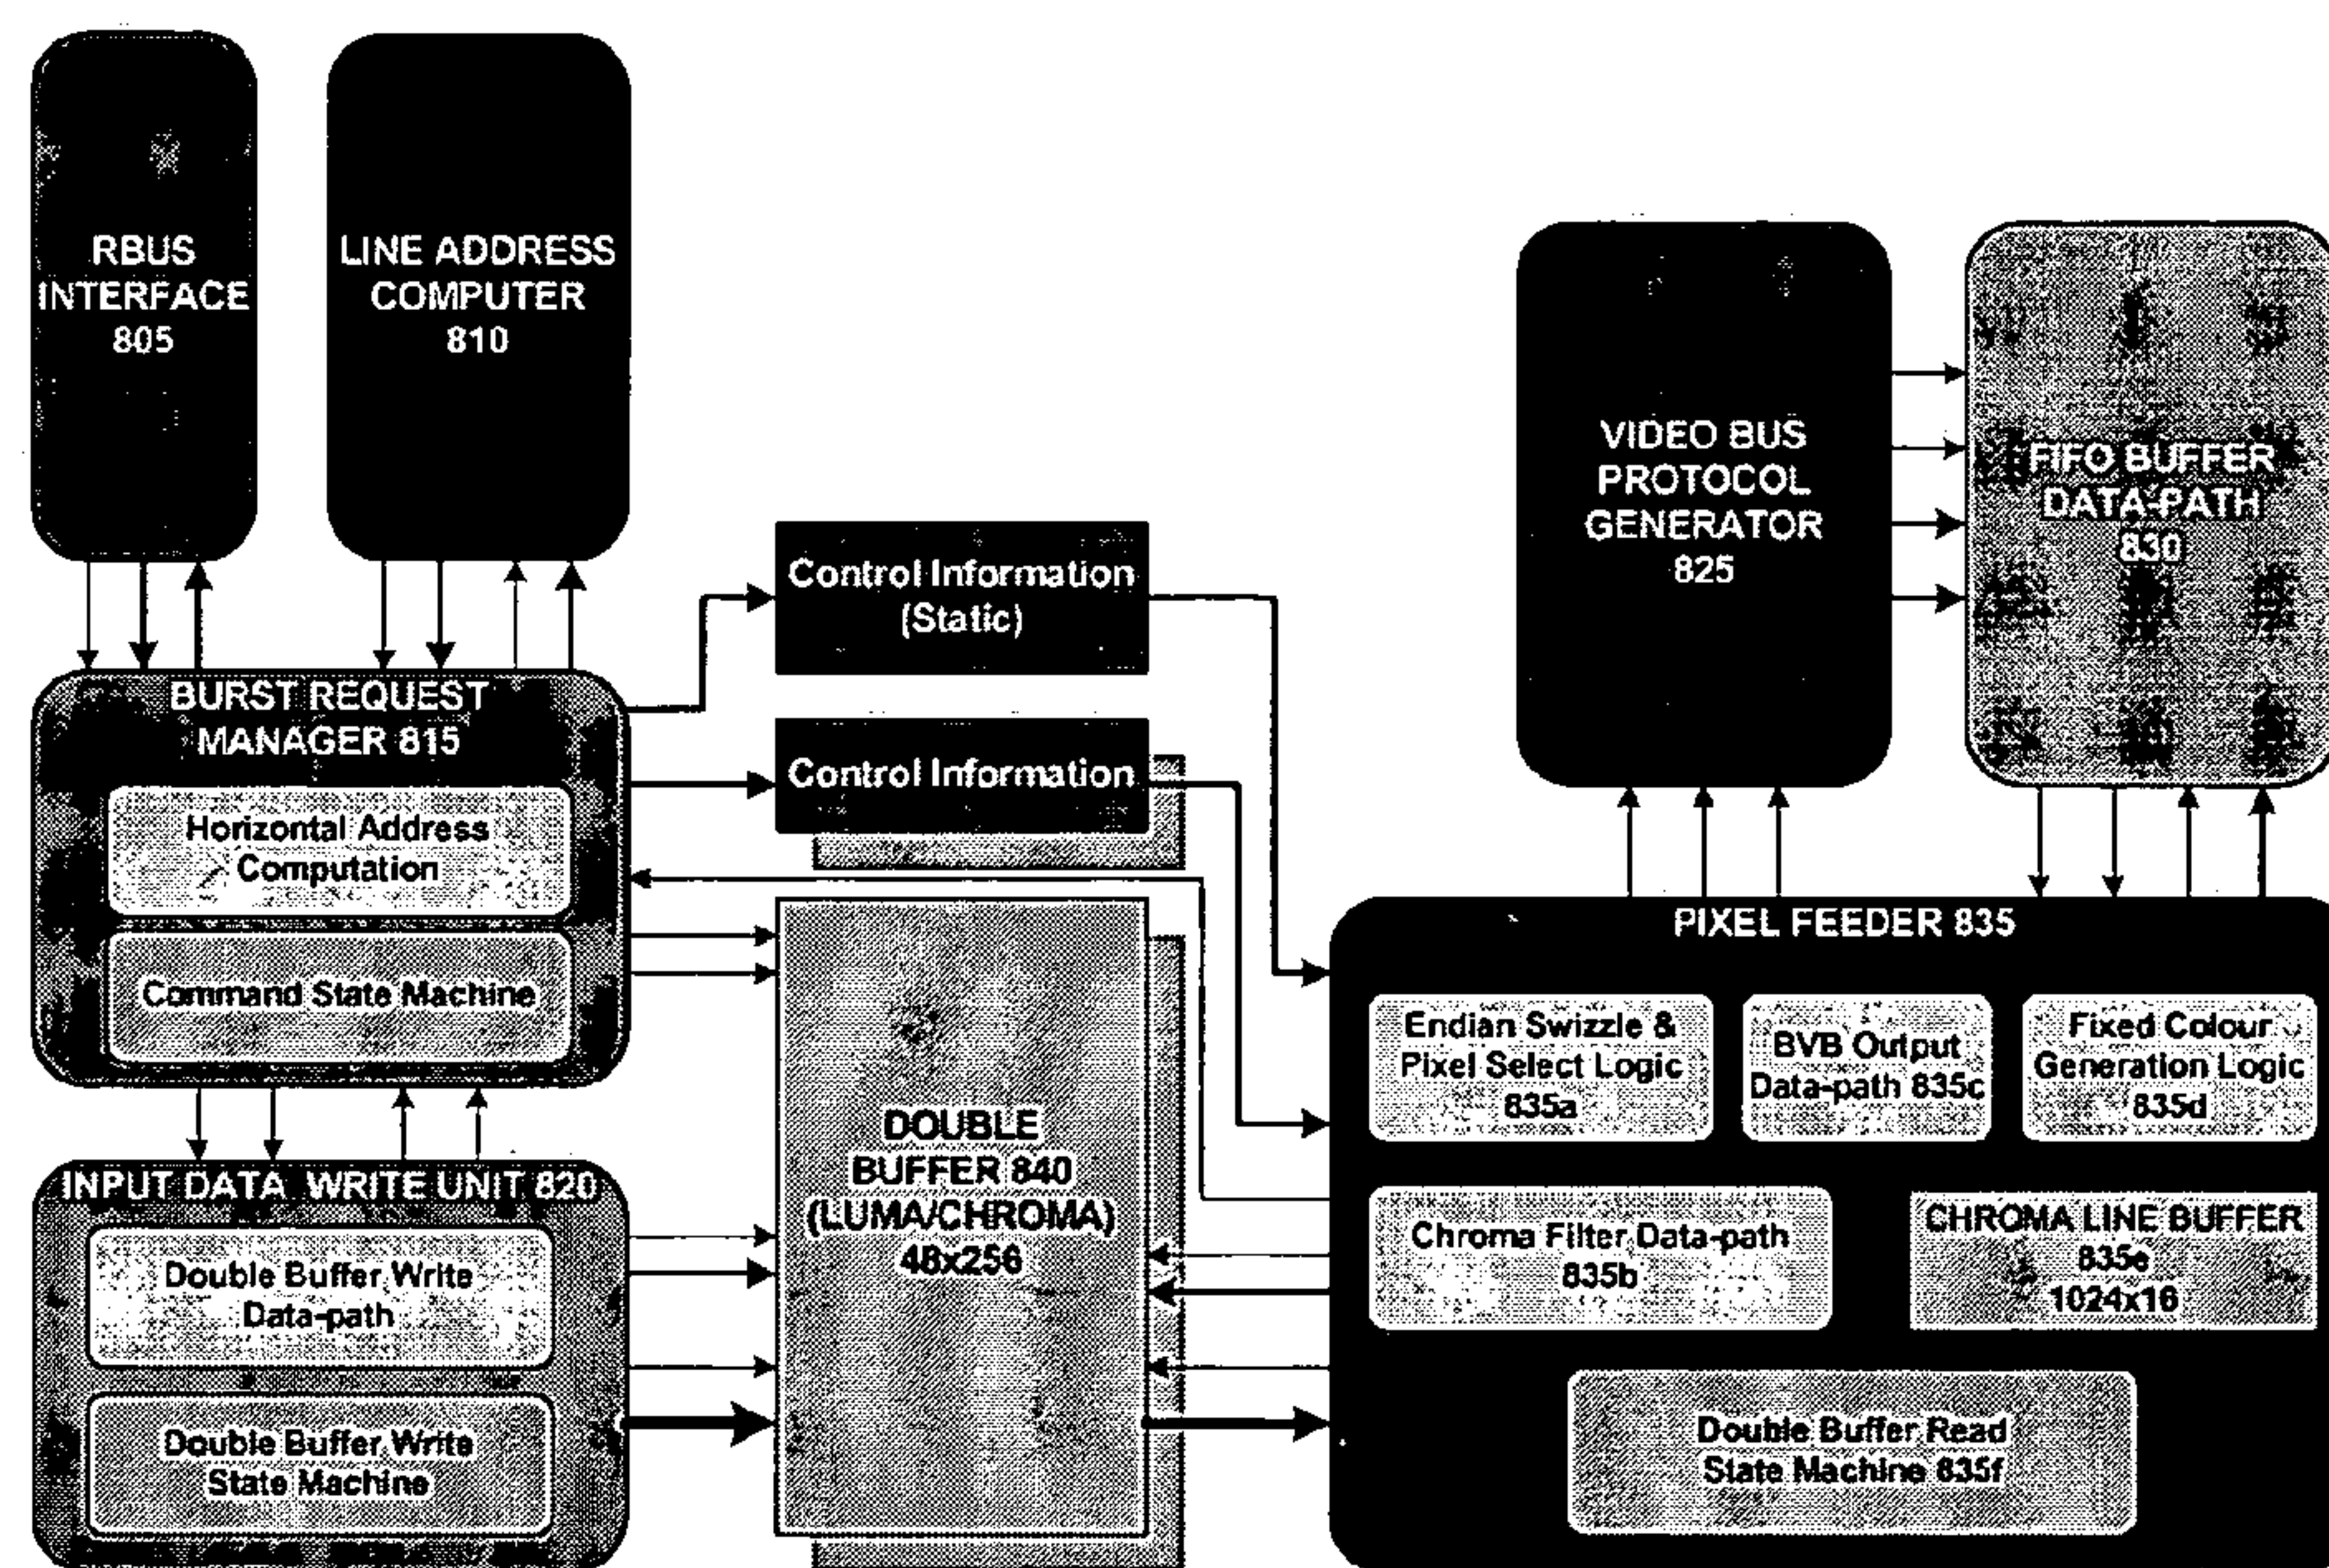 RBUS
INTERFACE
805
LINE ADDRESS
COMPUTER
810
VIDEO BUS
PROTOCOL
GENERATOR
825
FIFO BUFFER
DATA-PATH
830
Control Information
(Static)
Control Information
BURST REQUEST
MANAGER 815
Horizontal Address
Computation
Command State Machine
INPUT DATA WRITE UNIT 820
Double Buffer Write
Data-path
Double Buffer Write
State Machine
DOUBLE
BUFFER 840
(LUMA/CHROMA)
48x256
PIXEL FEEDER 835
Endian Swizzle &
Pixel Select Logic
835a
BVB Output
Data-path 835c
Fixed Colour
Generation Logic
835d
Chroma Filter Data-path
835b
CHROMA LINE BUFFER
835e
1024x16
Double Buffer Read
State Machine 835f